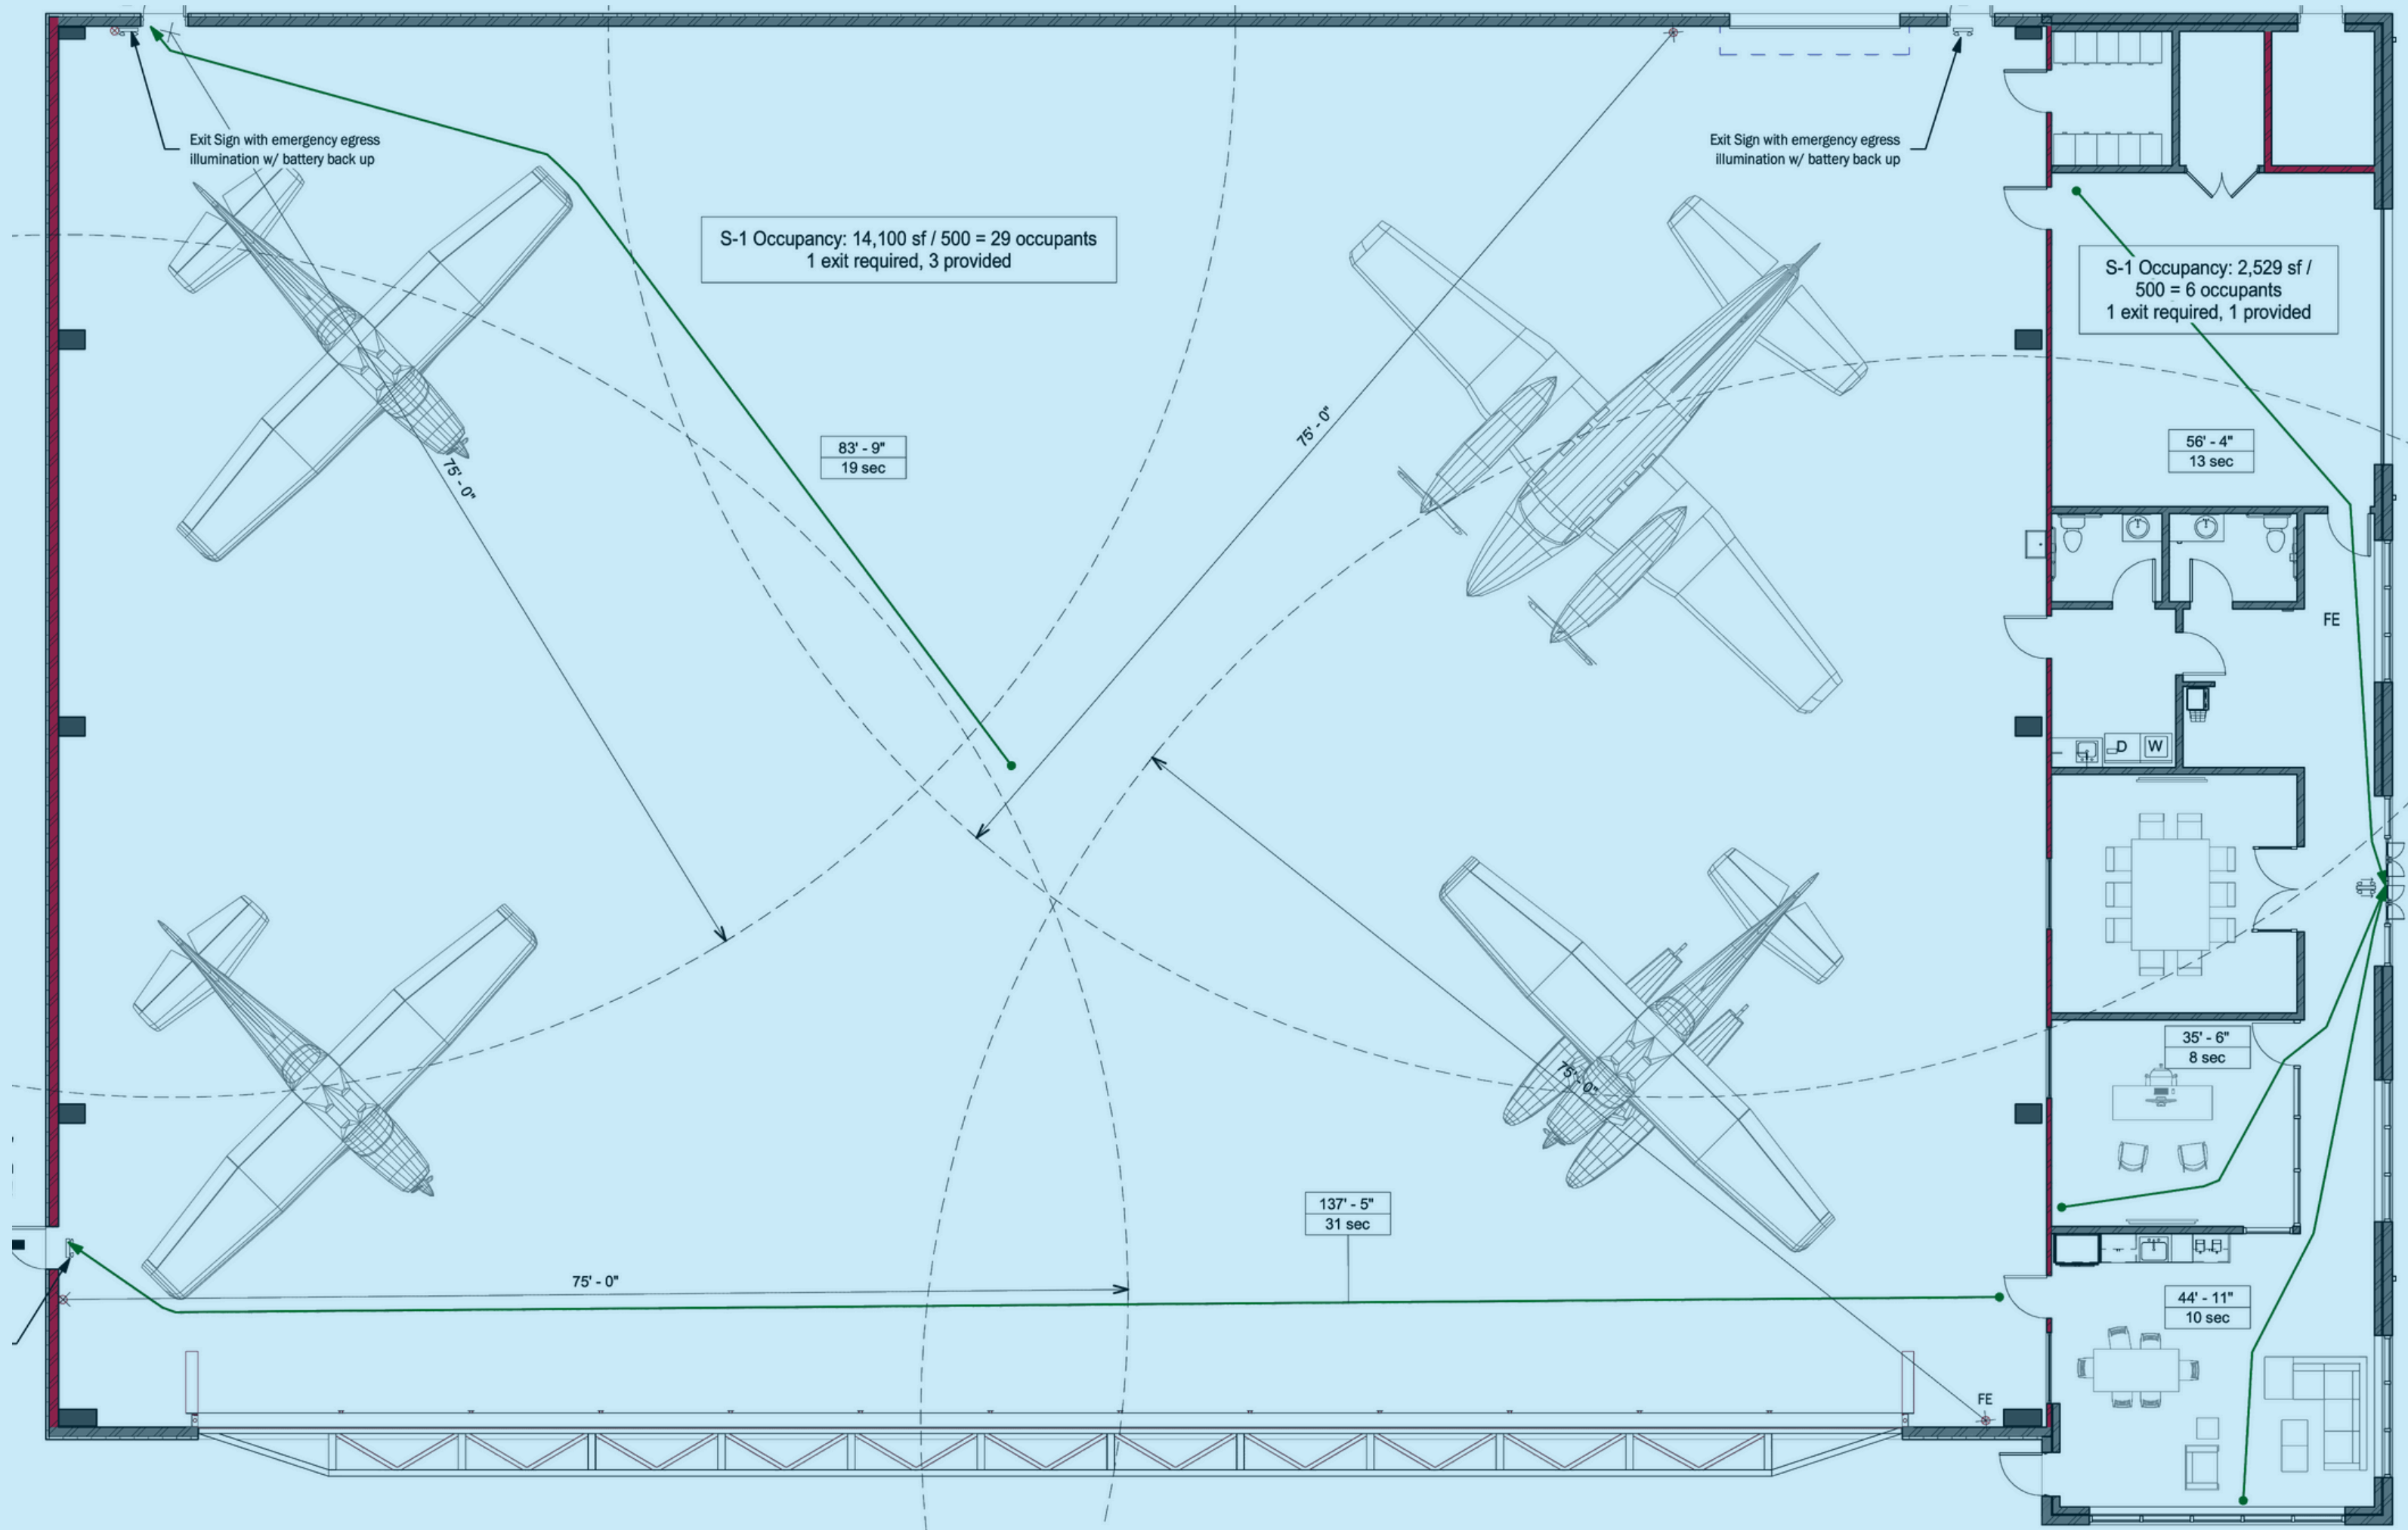 Exit Sign with emergency egress
illumination w/ battery back up
Exit Sign with emergency egress
illumination w/ battery back up
S-1 Occupancy: 14,100 sf / 500 = 29 occupants
1 exit required, 3 provided
S-1 Occupancy: 2,529 sf /
500 = 6 occupants
1 exit required, 1 provided
75' - 0"
83' - 9"
19 sec
75' - 0"
56' - 4"
13 sec
FE
D
W
35' - 6"
8 sec
75' - 0"
137' - 5"
31 sec
75' - 0"
44' - 11"
10 sec
FE